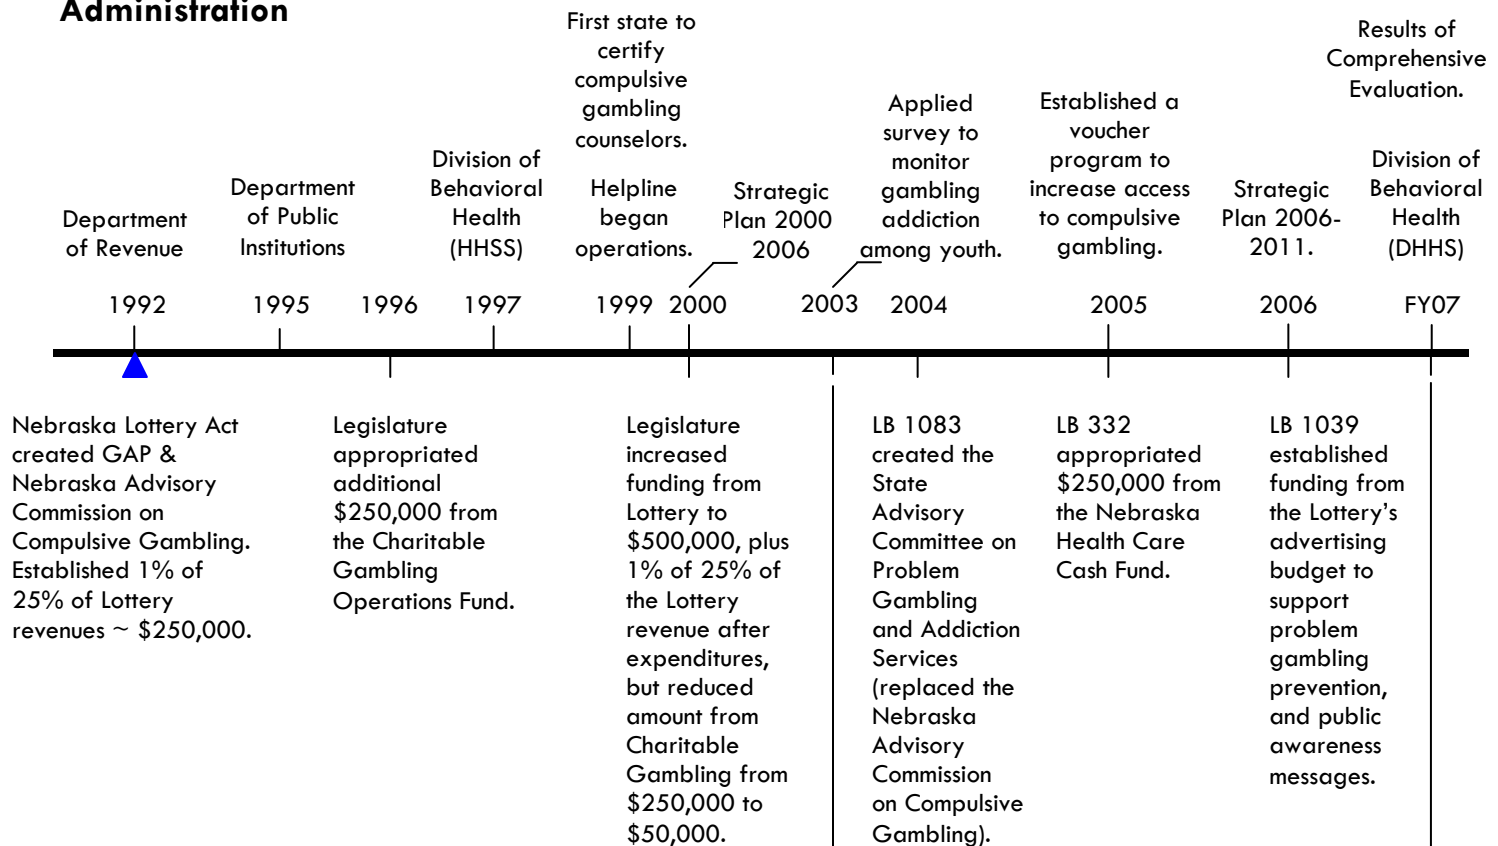 Administration
First state to
certify
compulsive
gambling
counselors.
Results of
Comprehensive
Evaluation.
Department
of Revenue
Department
of Public
Institutions
Division of
Behavioral
Health
(HHSS)
Helpline
began
operations.
Strategic
Plan 2000
2006
Applied
survey to
monitor
gambling
addiction
among youth.
Established a
voucher
program to
increase access
to compulsive
gambling.
Strategic
Plan 2006-
2011.
Division of
Behavioral
Health
(DHHS)
1992 1995 1996 1997 1999 2000 2003 2004 2005 2006 FY07
Nebraska Lottery Act
created GAP &
Nebraska Advisory
Commission on
Compulsive Gambling.
Established 1% of
25% of Lottery
revenues ~ $250,000.
Legislature
appropriated
additional
$250,000 from
the Charitable
Gambling
Operations Fund.
Legislature
increased
funding from
Lottery to
$500,000, plus
1% of 25% of
the Lottery
revenue after
expenditures,
but reduced
amount from
Charitable
Gambling from
$250,000 to
$50,000.
LB 1083
created the
State
Advisory
Committee on
Problem
Gambling
and Addiction
Services
(replaced the
Nebraska
Advisory
Commission
on Compulsive
Gambling).
LB 332
appropriated
$250,000 from
the Nebraska
Health Care
Cash Fund.
LB 1039
established
funding from
the Lottery's
advertising
budget to
support
problem
gambling
prevention,
and public
awareness
messages.